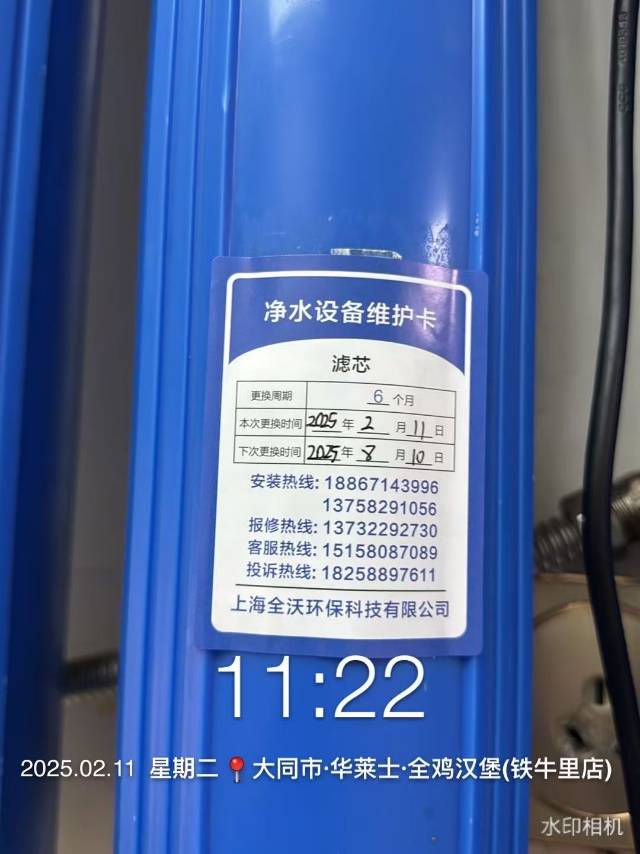 净水设备维护卡
滤芯
更换周期 6 个月
本次更换时间 2025 年 2 月 11 日
下次更换时间 2025 年 8 月 10 日
安装热线: 18867143996
13758291056
报修热线: 13732292730
客服热线: 15158087089
投诉热线: 18258897611
上海全沃环保科技有限公司
11:22
2025.02.11 星期二 大同市·华莱士·全鸡汉堡(铁牛里店)
水印相机